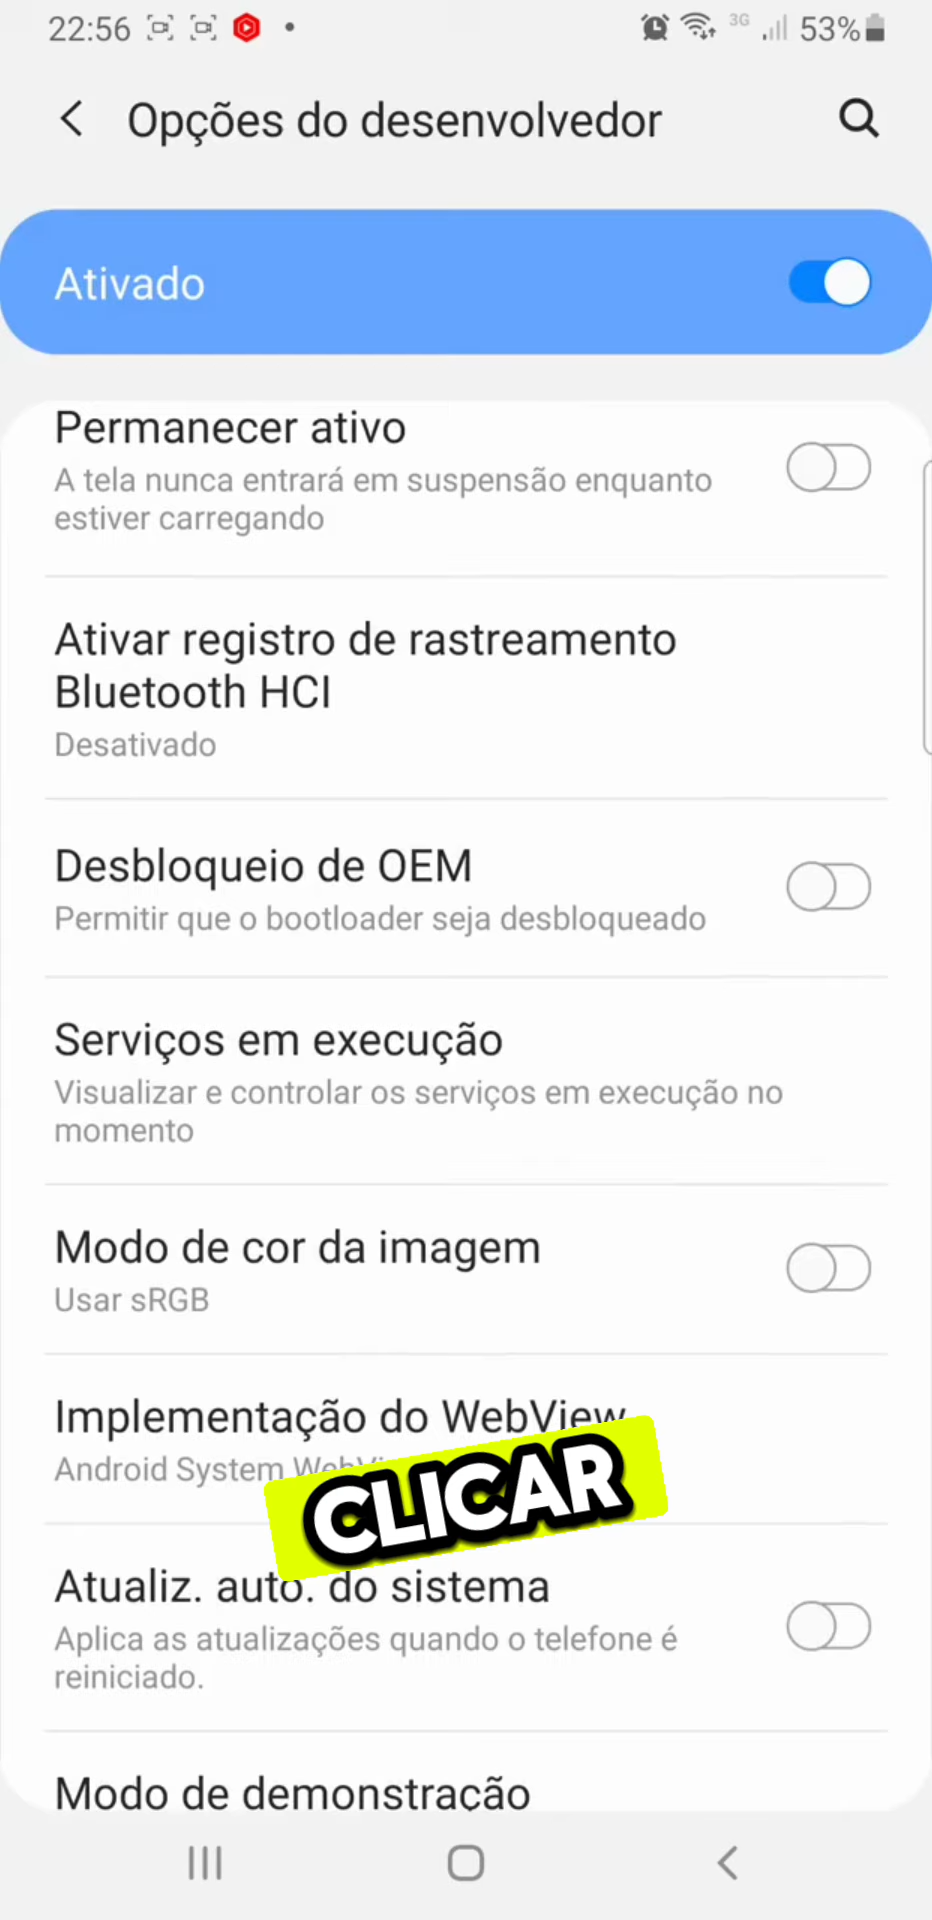 22:56
3G
53%
Opções do desenvolvedor
Ativado
Permanecer ativo
A tela nunca entrará em suspensão enquanto
estiver carregando
Ativar registro de rastreamento
Bluetooth HCI
Desativado
Desbloqueio de OEM
Permitir que o bootloader seja desbloqueado
Serviços em execução
Visualizar e controlar os serviços em execução no
momento
Modo de cor da imagem
Usar sRGB
Implementação do WebView
Android System
CLICAR
Atualiz. auto. do sistema
Aplica as atualizações quando o telefone é
reiniciado.
Modo de demonstração